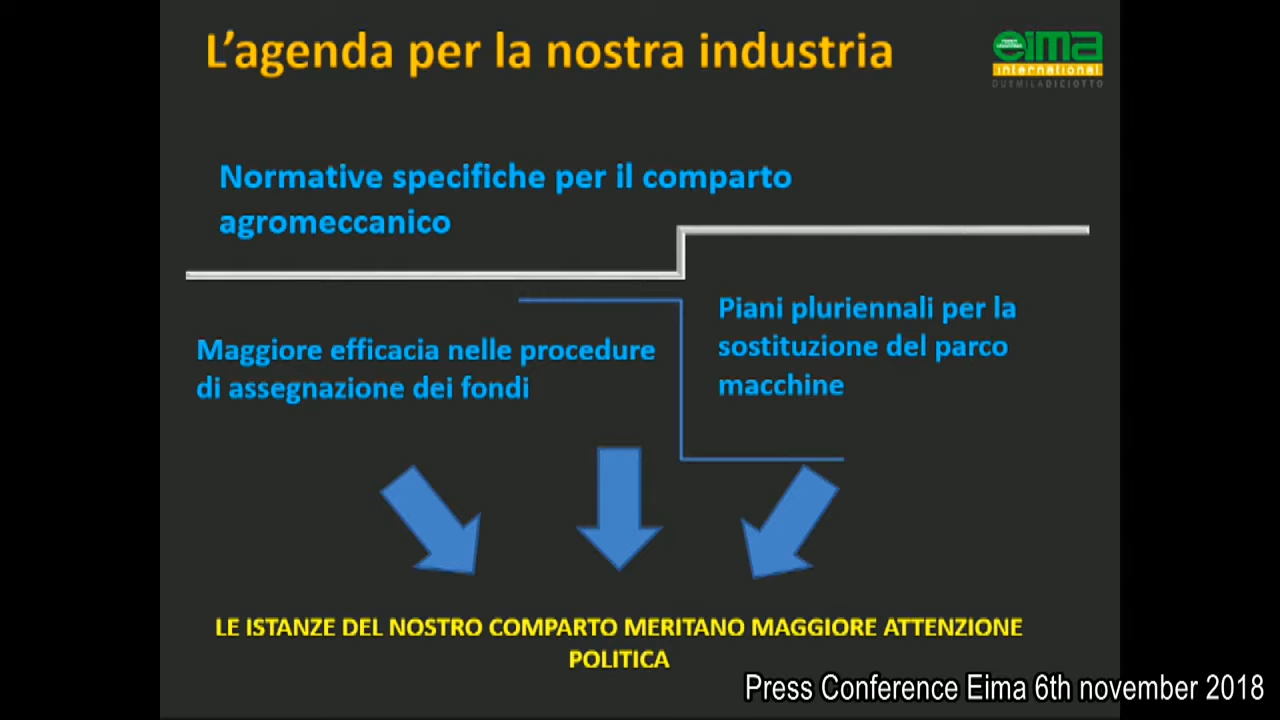 L'agenda per la nostra industria
eima
international
DUEMILADICIOTTO
Normative specifiche per il comparto
agromeccanico
Piani pluriennali per la
sostituzione del parco
macchine
Maggiore efficacia nelle procedure
di assegnazione dei fondi
LE ISTANZE DEL NOSTRO COMPARTO MERITANO MAGGIORE ATTENZIONE
POLITICA
Press Conference Eima 6th november 2018